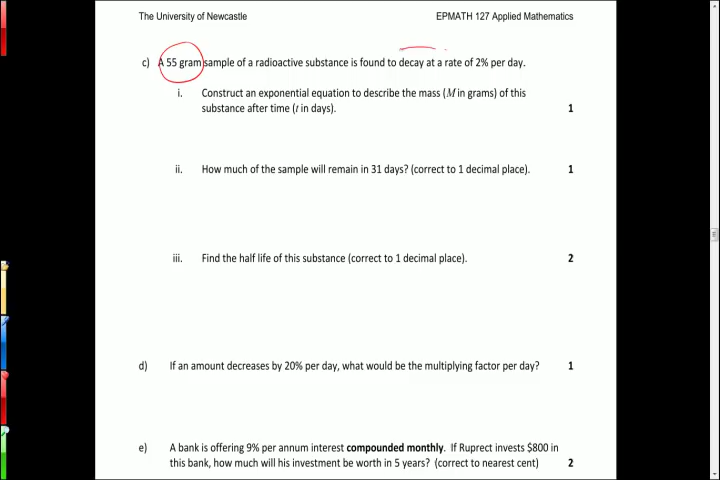 The University of Newcastle EPMATH 127 Applied Mathematics
c) A 55 gram sample of a radioactive substance is found to decay at a rate of 2% per day.
i. Construct an exponential equation to describe the mass (M in grams) of this
substance after time (t in days). 1
ii. How much of the sample will remain in 31 days? (correct to 1 decimal place). 1
iii. Find the half life of this substance (correct to 1 decimal place). 2
d) If an amount decreases by 20% per day, what would be the multiplying factor per day? 1
e) A bank is offering 9% per annum interest compounded monthly. If Ruprect invests $800 in
this bank, how much will his investment be worth in 5 years? (correct to nearest cent) 2